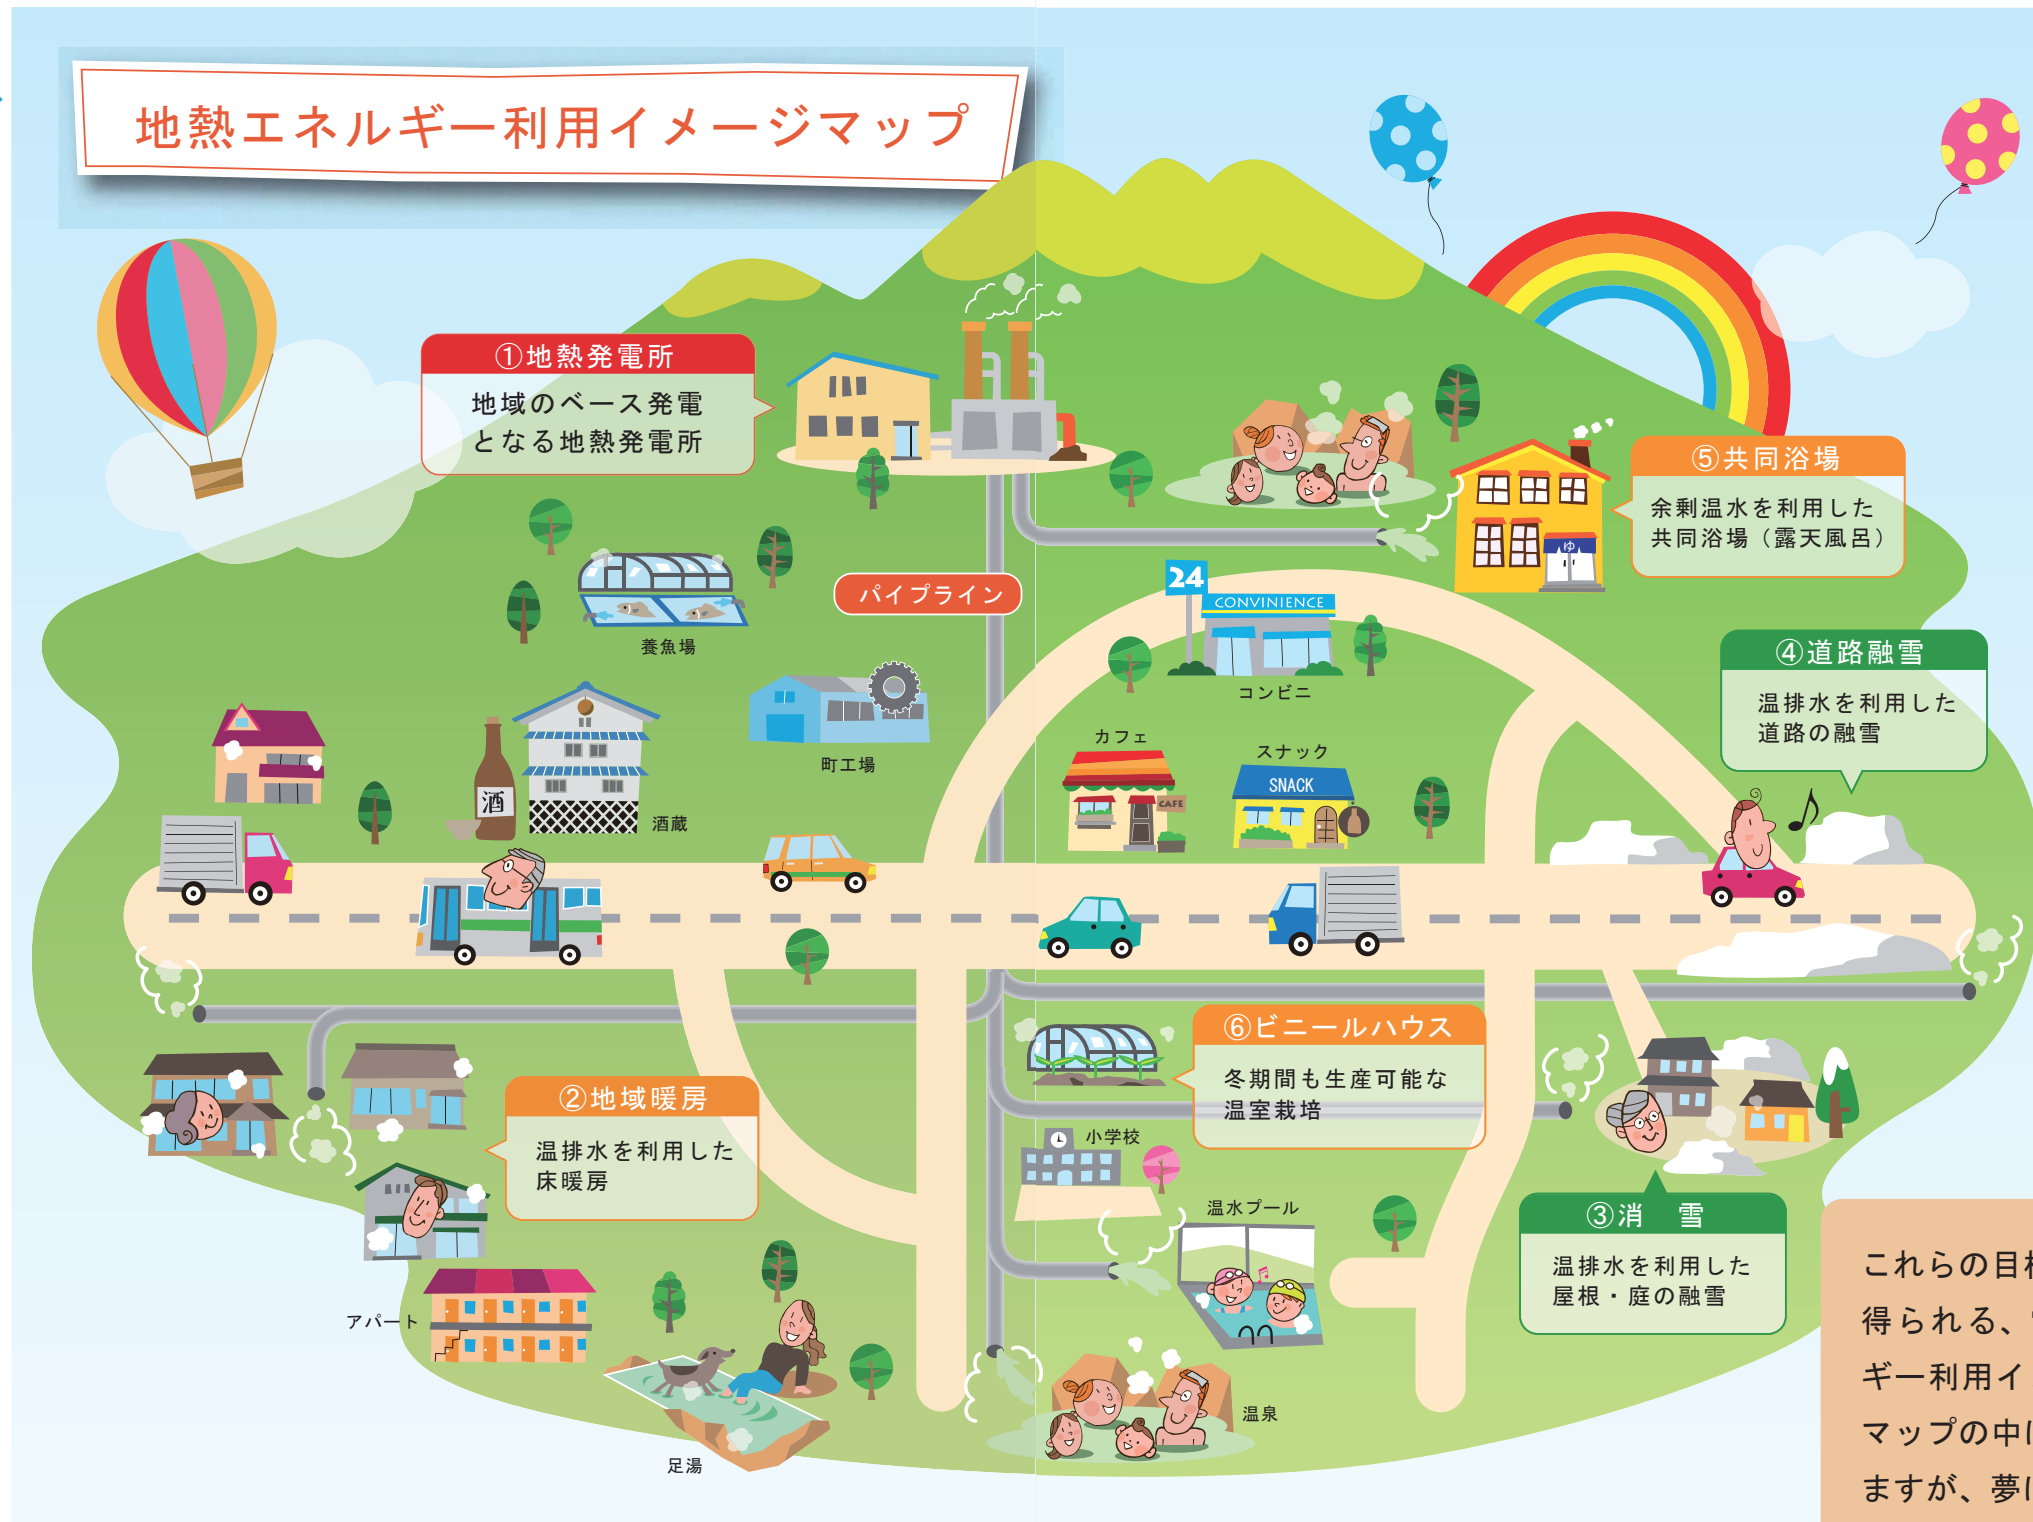 地熱エネルギー利用イメージマップ
①地熱発電所
地域のベース発電
となる地熱発電所
⑤共同浴場
余剰温水を利用した
共同浴場（露天風呂）
ゆ
パイプライン
養魚場
24
CONVINIENCE
コンビニ
④道路融雪
温排水を利用した
道路の融雪
町工場
カフェ
CAFE
スナック
SNACK
酒
酒蔵
⑥ビニールハウス
冬期間も生産可能な
温室栽培
②地域暖房
温排水を利用した
床暖房
小学校
温水プール
③消　雪
温排水を利用した
屋根・庭の融雪
アパート
足湯
温泉
これらの目
得られる、
ギー利用イ
マップの中
ますが、夢